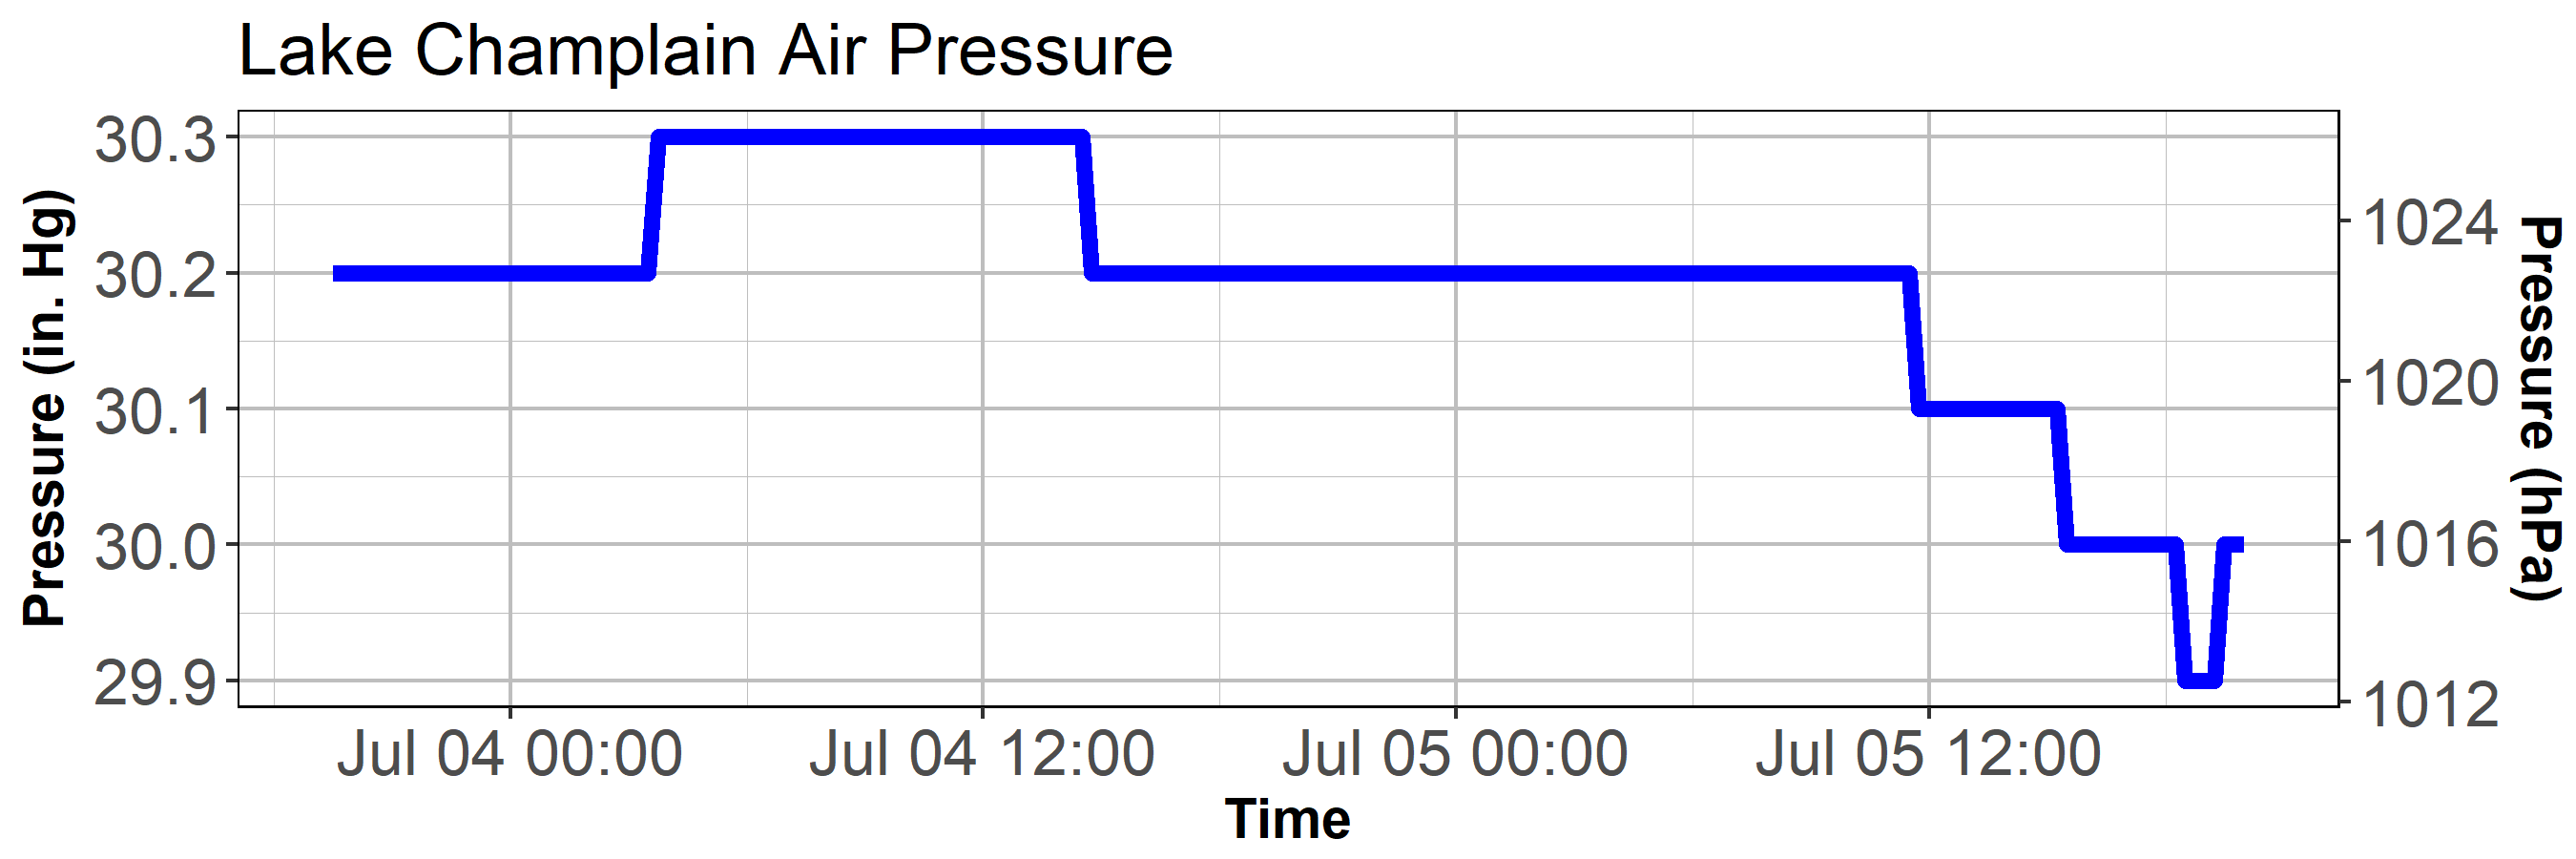 Lake Champlain Air Pressure
Pressure (in. Hg)
30.3
30.2
30.1
30.0
29.9
1024
1020
1016
1012
Pressure (hPa)
Jul 04 00:00
Jul 04 12:00
Jul 05 00:00
Jul 05 12:00
Time